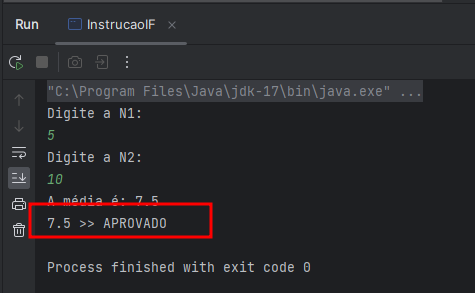 Run
InstrucaoIF
"C:\Program Files\Java\jdk-17\bin\java.exe" ...
Digite a N1:
5
Digite a N2:
10
A média é: 7.5
7.5 >> APROVADO
Process finished with exit code 0